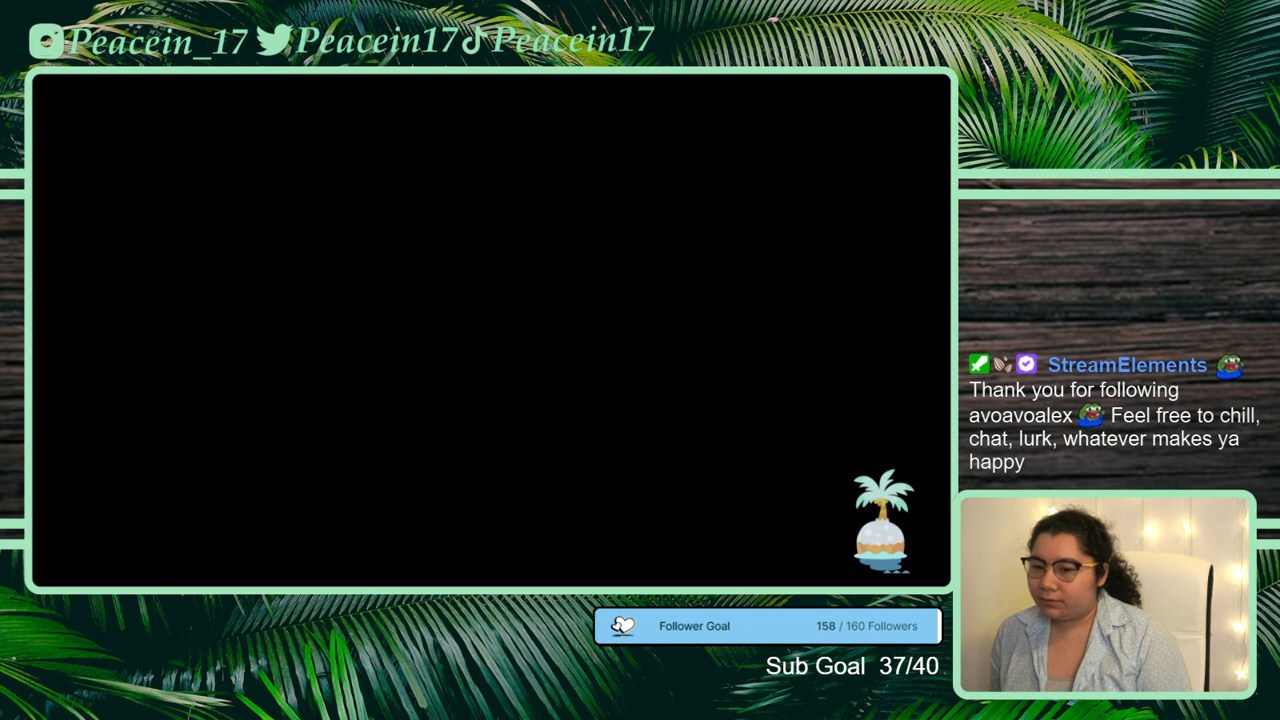 Peacein_17 Peacein17 Peacein17
StreamElements
Thank you for following
avoavoalex Feel free to chill,
chat, lurk, whatever makes ya
happy
Follower Goal 158 / 160 Followers
Sub Goal 37/40